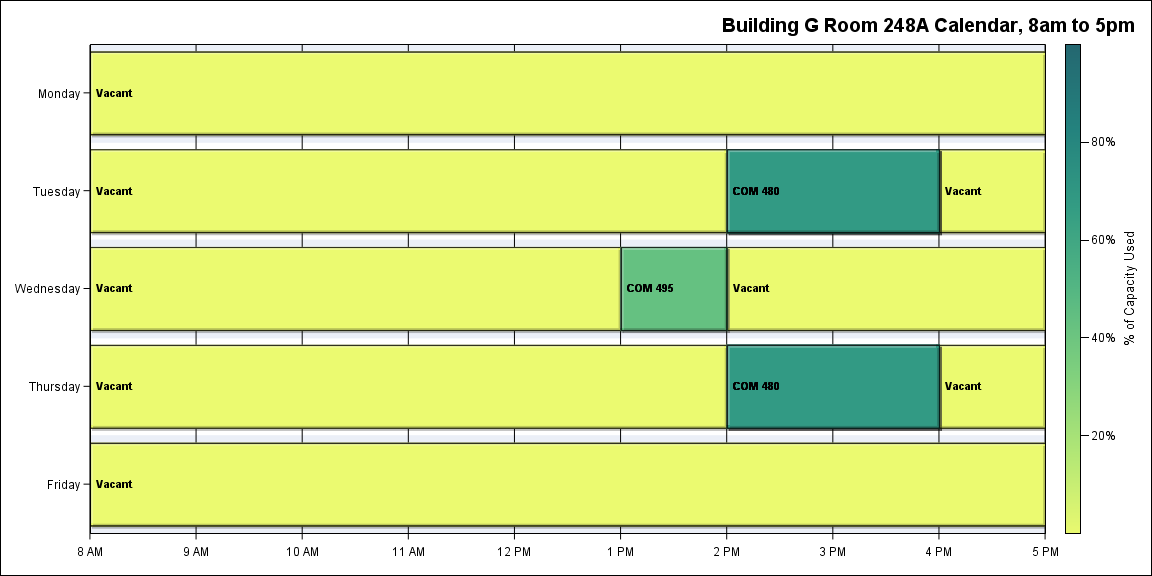 Building G Room 248A Calendar, 8am to 5pm
Monday
Vacant
Tuesday
Vacant
COM 480
Vacant
Wednesday
Vacant
COM 495
Vacant
Thursday
Vacant
COM 480
Vacant
Friday
Vacant
8 AM
9 AM
10 AM
11 AM
12 PM
1 PM
2 PM
3 PM
4 PM
5 PM
80%
60%
40%
20%
% of Capacity Used